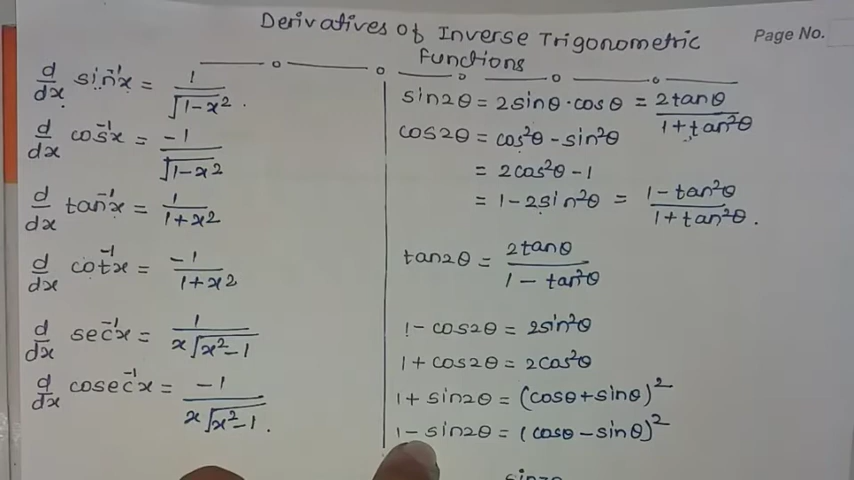 Derivatives Of Inverse Trigonometric Functions
Page No.
d/dx sin⁻¹x = 1/√(1-x²).
d/dx cos⁻¹x = -1/√(1-x²)
d/dx tan⁻¹x = 1/(1+x²)
d/dx cot⁻¹x = -1/(1+x²)
d/dx sec⁻¹x = 1/(x√(x²-1))
d/dx cosec⁻¹x = -1/(x√(x²-1)).
sin2θ = 2sinθ·cosθ = 2tanθ/(1+tan²θ)
cos2θ = cos²θ - sin²θ
= 2cos²θ - 1
= 1 - 2sin²θ = (1-tan²θ)/(1+tan²θ).
tan2θ = 2tanθ/(1 - tan²θ)
1 - cos2θ = 2sin²θ
1 + cos2θ = 2cos²θ
1 + sin2θ = (cosθ+sinθ)²
1 - sin2θ = (cosθ - sinθ)²